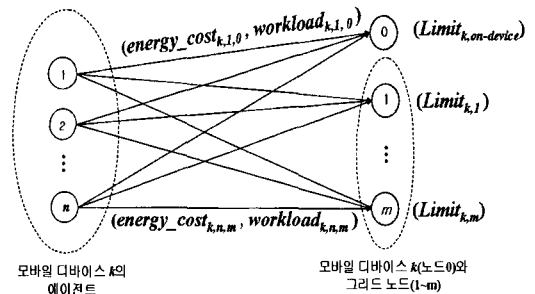 (energy_cost_{k,1,0}, workload_{k,1,0})
0 (Limit_{k,on-device})
1
1 (Limit_{k,1})
2
⋮
⋮
n
m (Limit_{k,m})
(energy_cost_{k,n,m}, workload_{k,n,m})
모바일 디바이스 k의
에이전트
모바일 디바이스 k(노드0)와
그리드 노드(1~m)